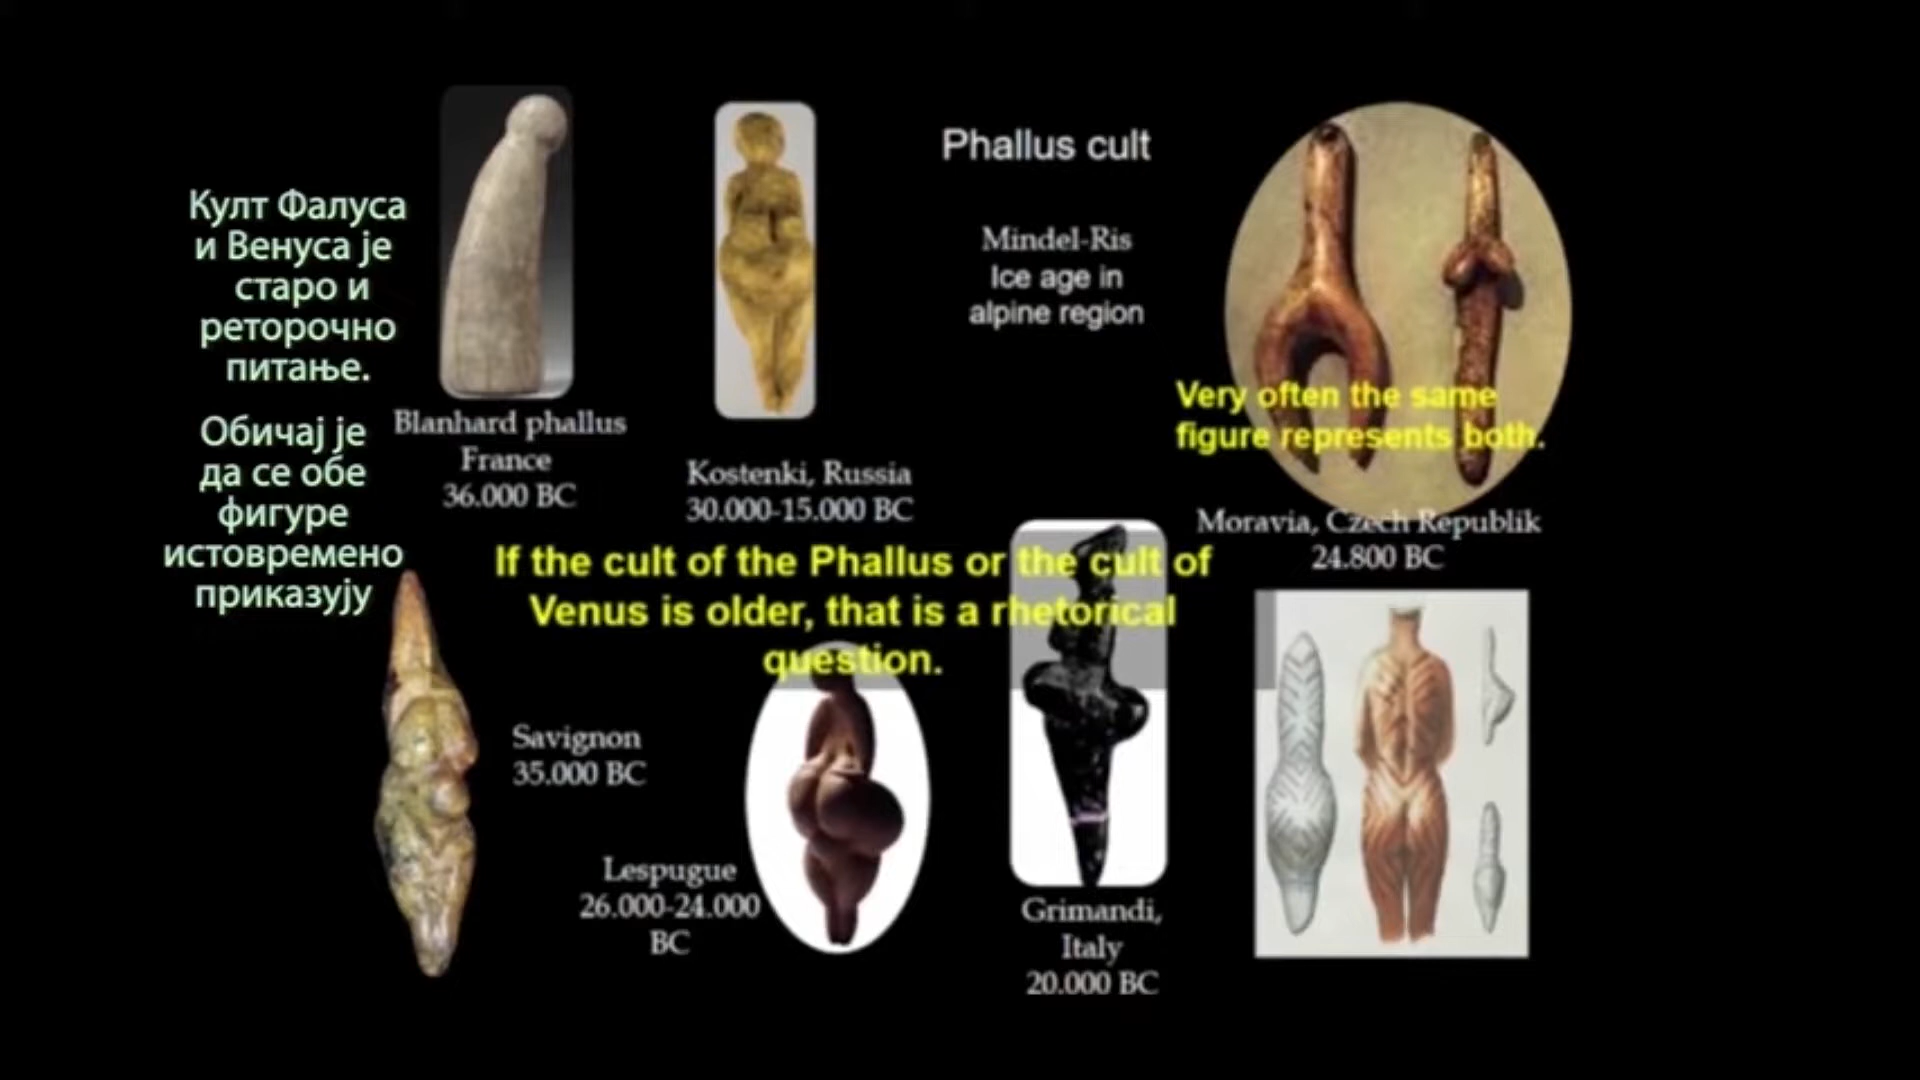 Култ Фалуса
и Венуса је
старо и
реторочно
питање.
Обичај је
да се обе
фигуре
истовремено
приказују
Blanhard phallus
France
36.000 BC
Kostenki, Russia
30.000-15.000 BC
Phallus cult
Mindel-Ris
Ice age in
alpine region
Very often the same
figure represents both.
Moravia, Czech Republik
24.800 BC
If the cult of the Phallus or the cult of
Venus is older, that is a rhetorical
question.
Savignon
35.000 BC
Lespugue
26.000-24.000
BC
Grimandi,
Italy
20.000 BC